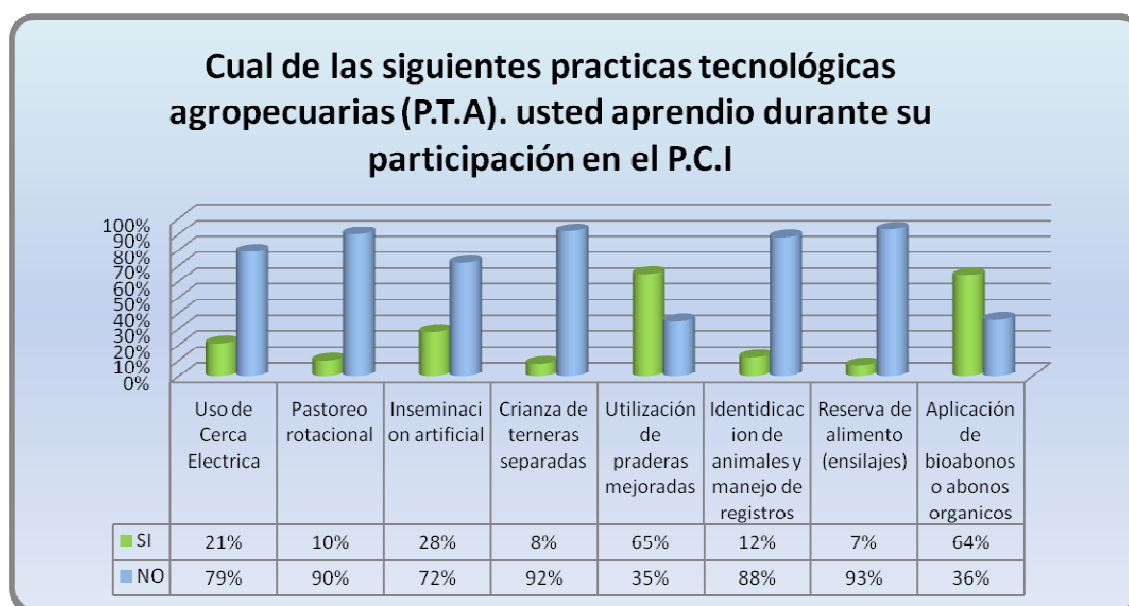 Cual de las siguientes practicas tecnológicas
agropecuarias (P.T.A). usted aprendio durante su
participación en el P.C.I
100%
90%
80%
70%
60%
50%
40%
30%
20%
10%
0%
Uso de
Cerca
Electrica
Pastoreo
rotacional
Inseminaci
on artificial
Crianza de
terneras
separadas
Utilización
de
praderas
mejoradas
Identidicac
ion de
animales y
manejo de
registros
Reserva de
alimento
(ensilajes)
Aplicación
de
bioabonos
o abonos
organicos
SI 21% 10% 28% 8% 65% 12% 7% 64%
NO 79% 90% 72% 92% 35% 88% 93% 36%